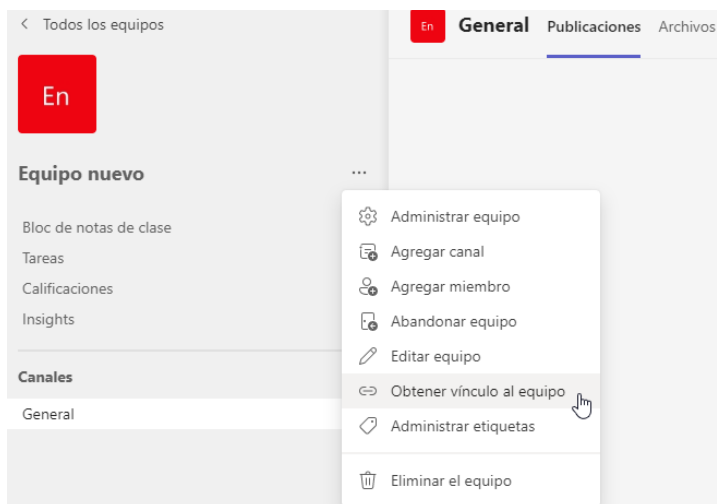 Todos los equipos
En
Equipo nuevo
Bloc de notas de clase
Tareas
Calificaciones
Insights
Canales
General
En General Publicaciones Archivos
Administrar equipo
Agregar canal
Agregar miembro
Abandonar equipo
Editar equipo
Obtener vínculo al equipo
Administrar etiquetas
Eliminar el equipo